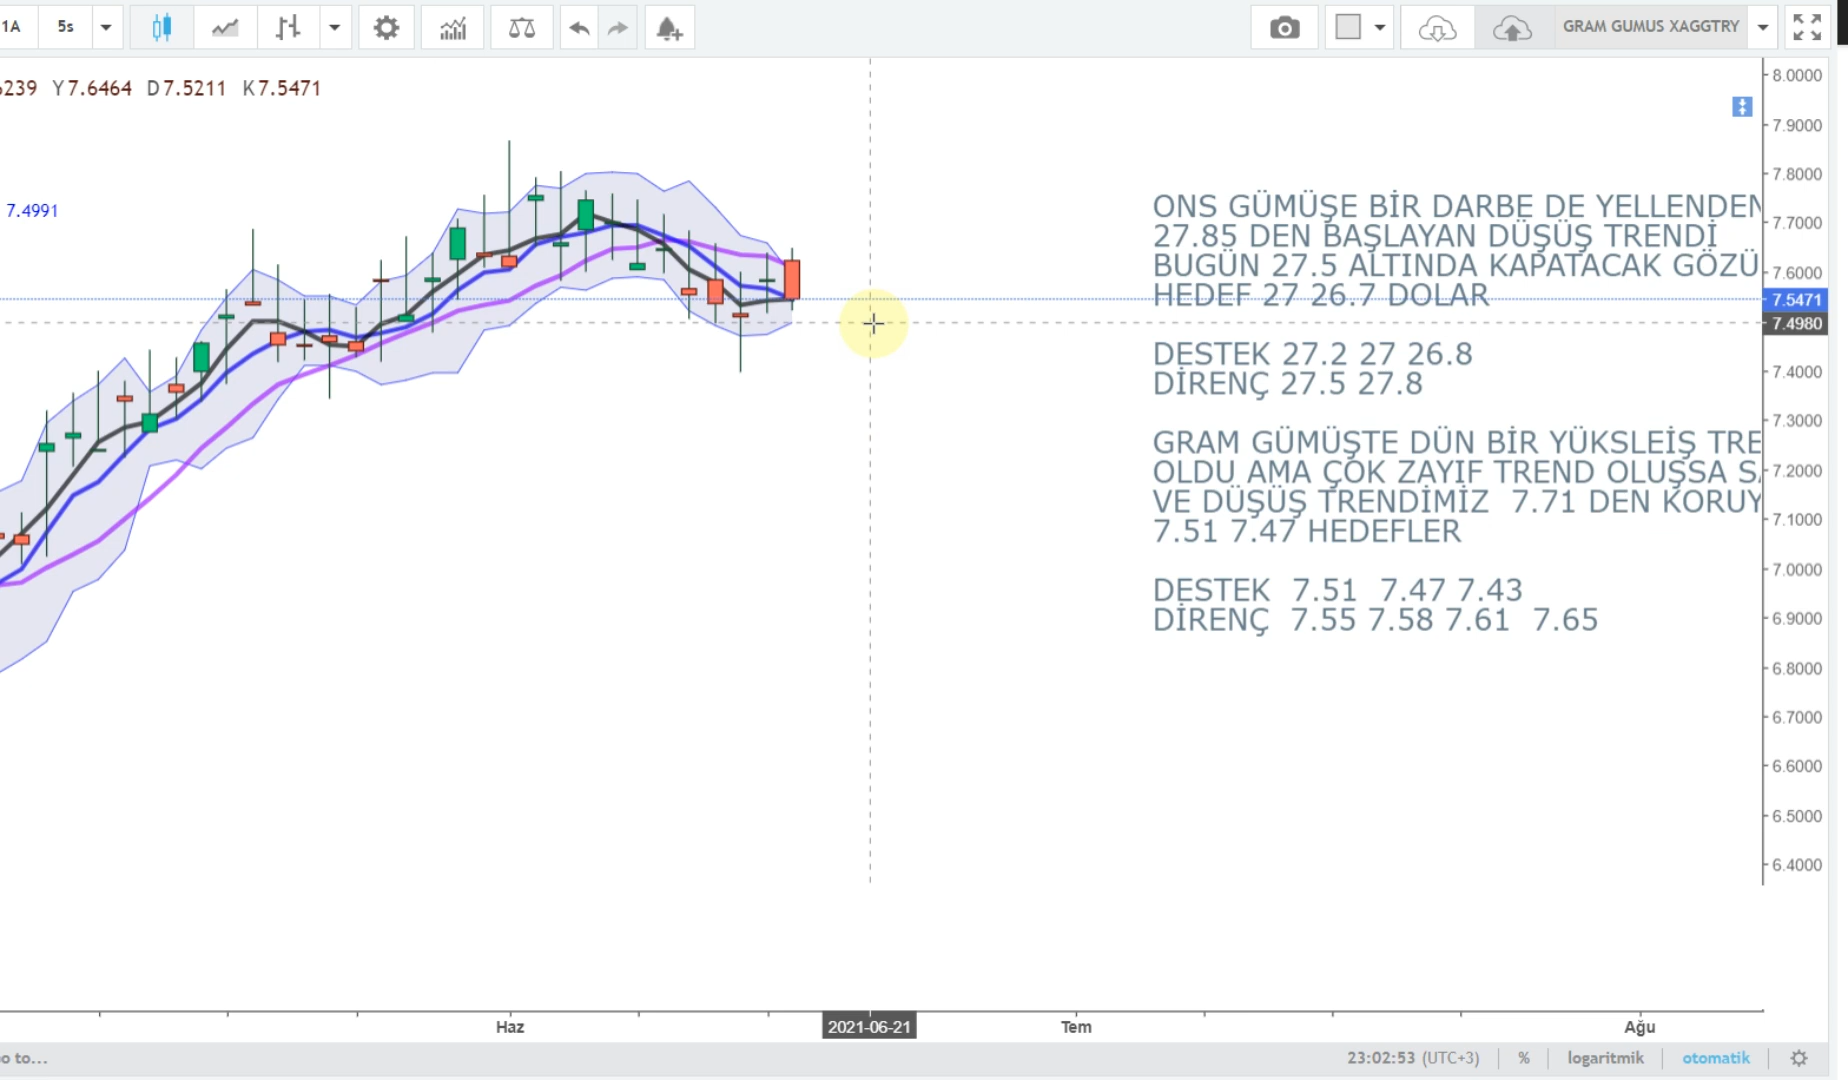 1A 5s GRAM GUMUS XAGGTRY
239 Y7.6464 D7.5211 K7.5471
7.4991
ONS GÜMÜŞE BİR DARBE DE YELLENDEN
27.85 DEN BAŞLAYAN DÜŞÜŞ TRENDİ
BUGÜN 27.5 ALTINDA KAPATACAK GÖZÜ
HEDEF 27 26.7 DOLAR
DESTEK 27.2 27 26.8
DİRENÇ 27.5 27.8
GRAM GÜMÜŞTE DÜN BİR YÜKSLEİŞ TRE
OLDU AMA ÇOK ZAYIF TREND OLUŞSA SA
VE DÜŞÜŞ TRENDİMİZ 7.71 DEN KORUY
7.51 7.47 HEDEFLER
DESTEK 7.51 7.47 7.43
DİRENÇ 7.55 7.58 7.61 7.65
8.0000
7.9000
7.8000
7.7000
7.6000
7.5471
7.4980
7.4000
7.3000
7.2000
7.1000
7.0000
6.9000
6.8000
6.7000
6.6000
6.5000
6.4000
Haz 2021-06-21 Tem Ağu
o to... 23:02:53 (UTC+3) % logaritmik otomatik